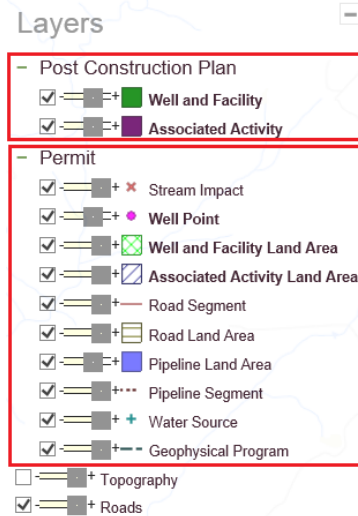 Layers
Post Construction Plan
Well and Facility
Associated Activity
Permit
Stream Impact
Well Point
Well and Facility Land Area
Associated Activity Land Area
Road Segment
Road Land Area
Pipeline Land Area
Pipeline Segment
Water Source
Geophysical Program
Topography
Roads